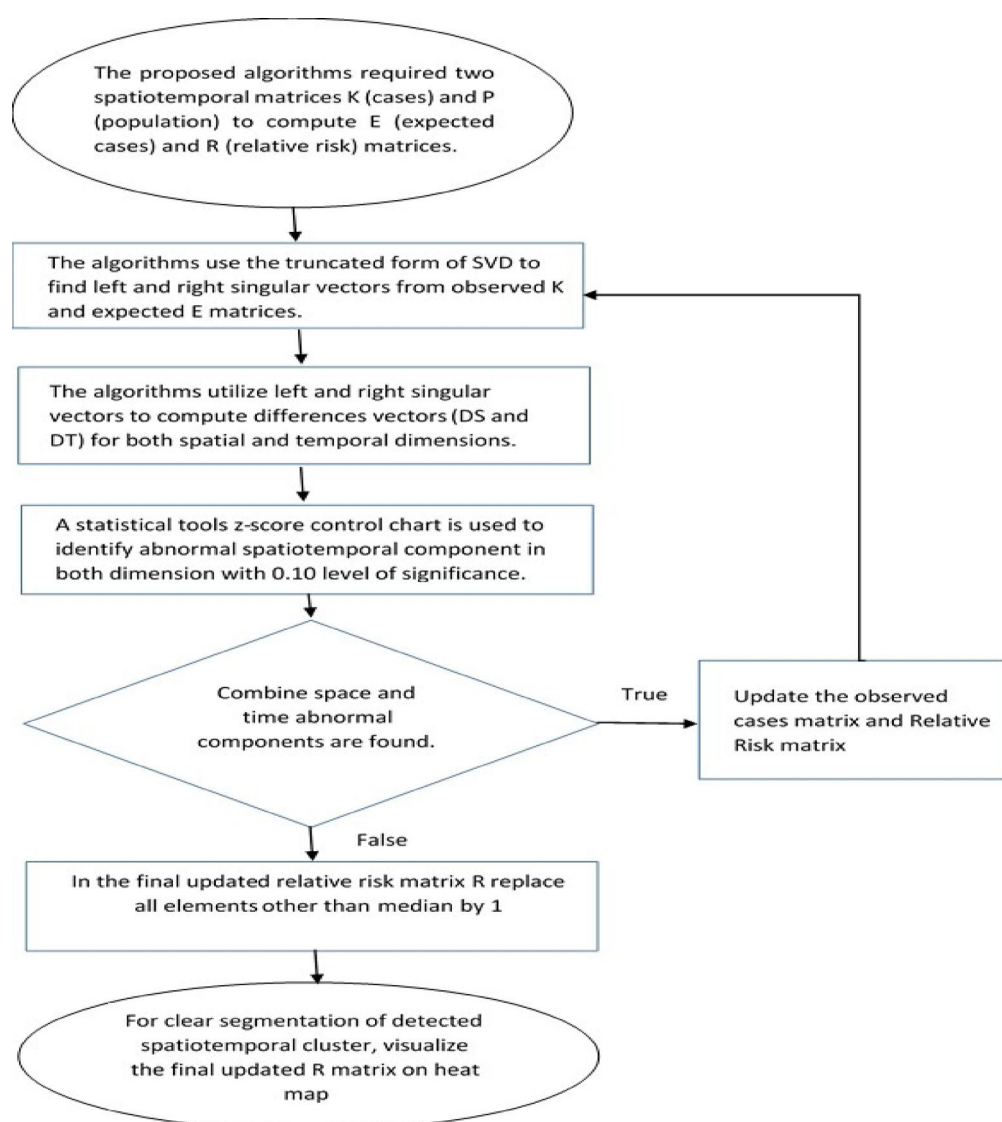 The proposed algorithms required two
spatiotemporal matrices K (cases) and P
(population) to compute E (expected
cases) and R (relative risk) matrices.
The algorithms use the truncated form of SVD to
find left and right singular vectors from observed K
and expected E matrices.
The algorithms utilize left and right singular
vectors to compute differences vectors (DS and
DT) for both spatial and temporal dimensions.
A statistical tools z-score control chart is used to
identify abnormal spatiotemporal component in
both dimension with 0.10 level of significance.
Combine space and
time abnormal
components are found.
True
Update the observed
cases matrix and Relative
Risk matrix
False
In the final updated relative risk matrix R replace
all elements other than median by 1
For clear segmentation of detected
spatiotemporal cluster, visualize
the final updated R matrix on heat
map